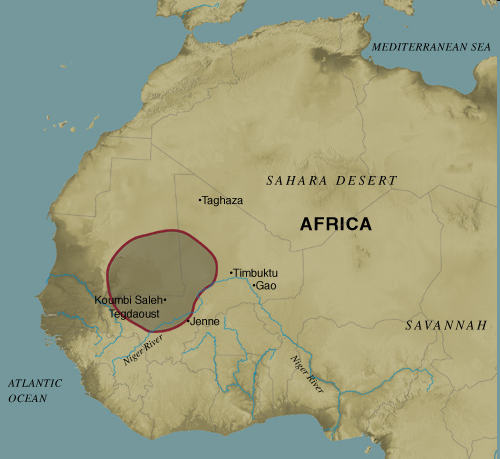 MEDITERRANEAN SEA
SAHARA DESERT
•Taghaza
AFRICA
•Timbuktu
•Gao
Koumbi Saleh•
Tegdaoust
•Jenne
SAVANNAH
Niger River
Niger River
ATLANTIC
OCEAN